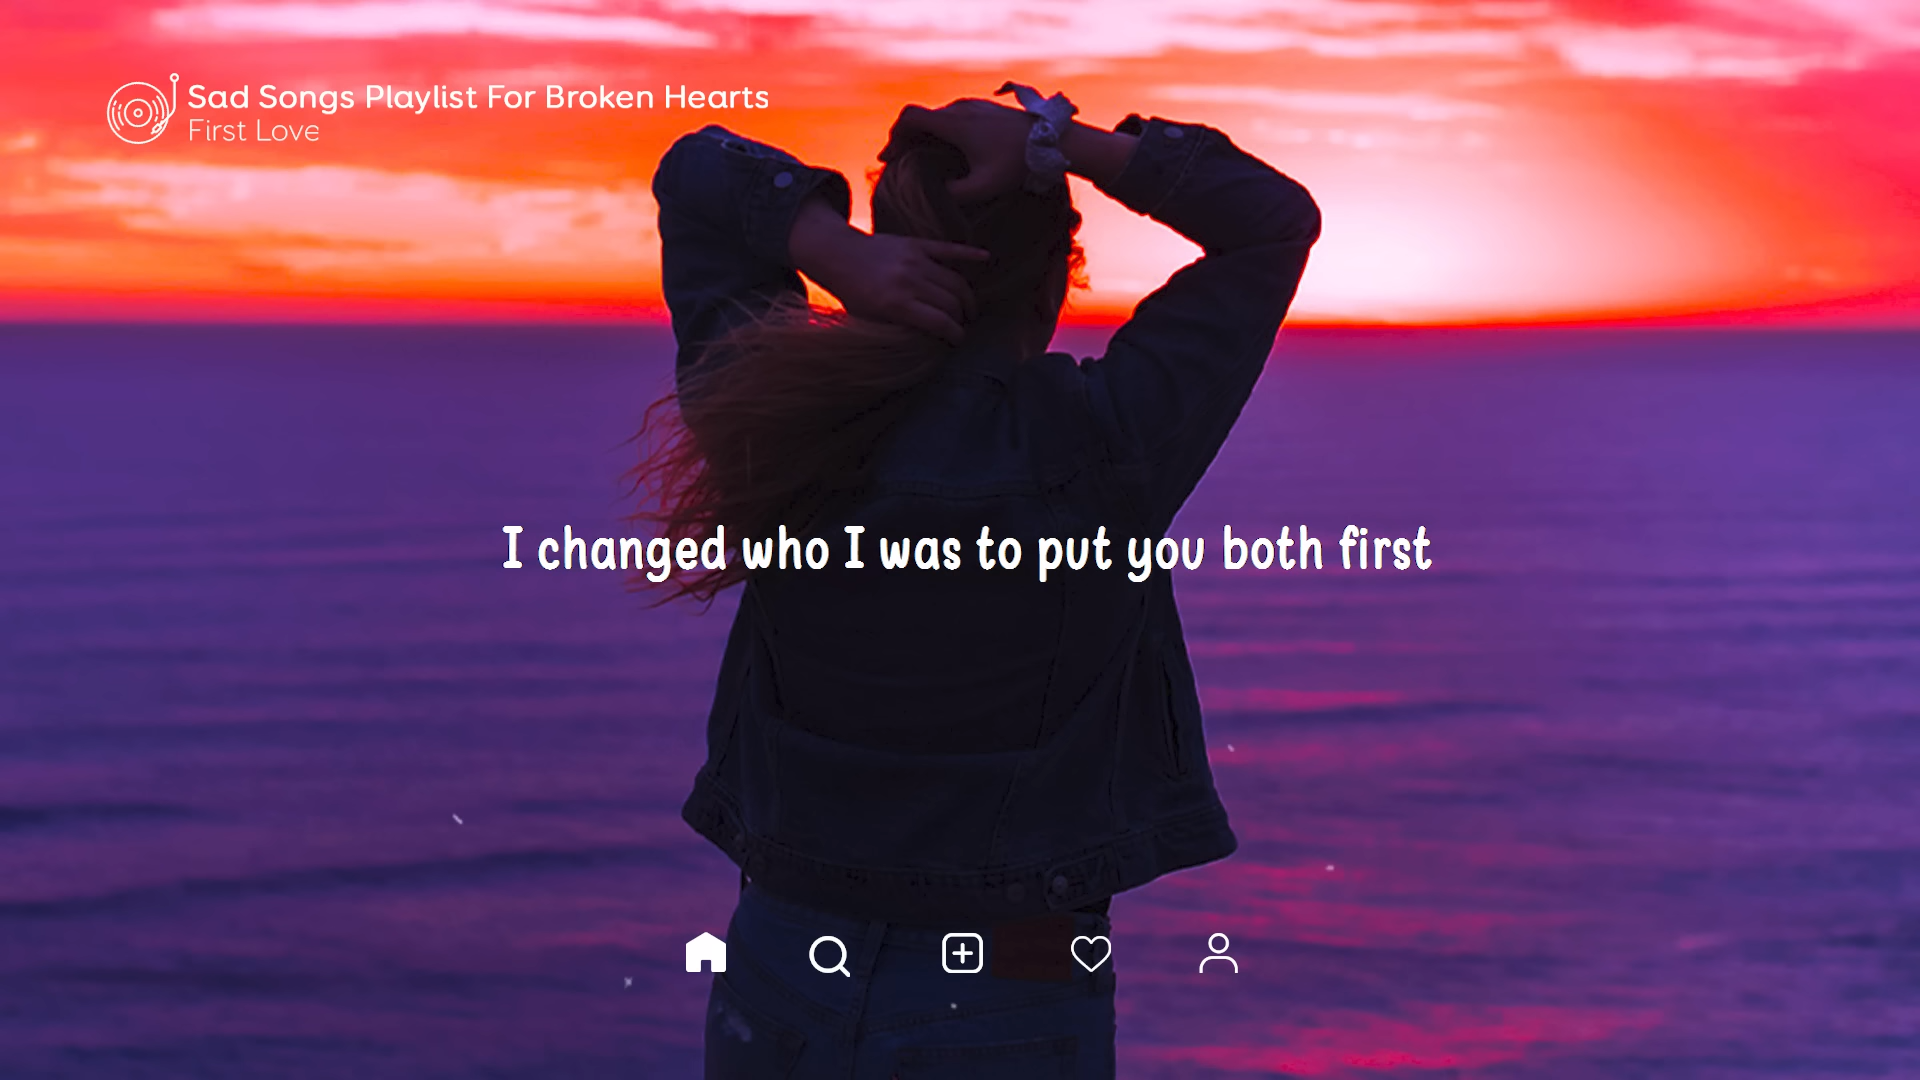 Sad Songs Playlist For Broken Hearts
First Love
I changed who I was to put you both first